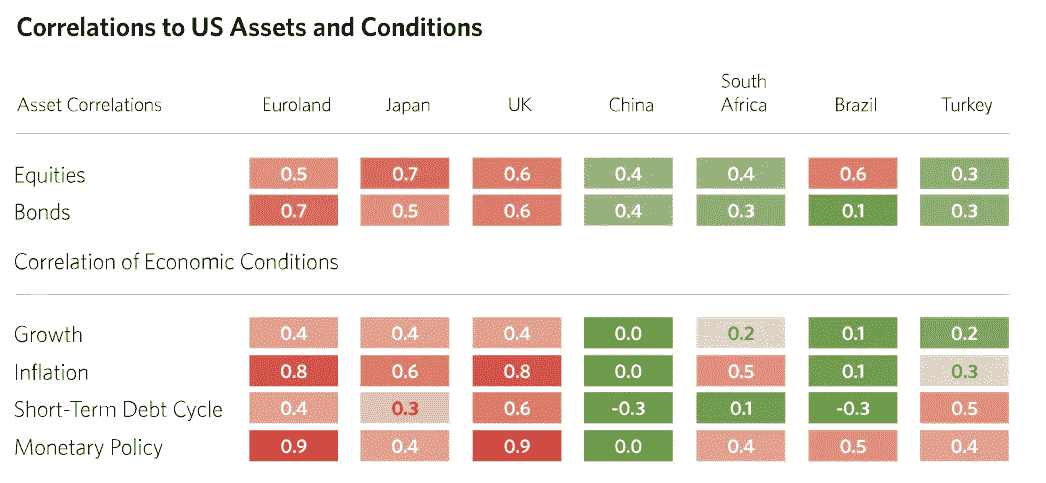 Correlations to US Assets and Conditions
Asset Correlations Euroland Japan UK China South Africa Brazil Turkey
Equities 0.5 0.7 0.6 0.4 0.4 0.6 0.3
Bonds 0.7 0.5 0.6 0.4 0.3 0.1 0.3
Correlation of Economic Conditions
Growth 0.4 0.4 0.4 0.0 0.2 0.1 0.2
Inflation 0.8 0.6 0.8 0.0 0.5 0.1 0.3
Short-Term Debt Cycle 0.4 0.3 0.6 -0.3 0.1 -0.3 0.5
Monetary Policy 0.9 0.4 0.9 0.0 0.4 0.5 0.4